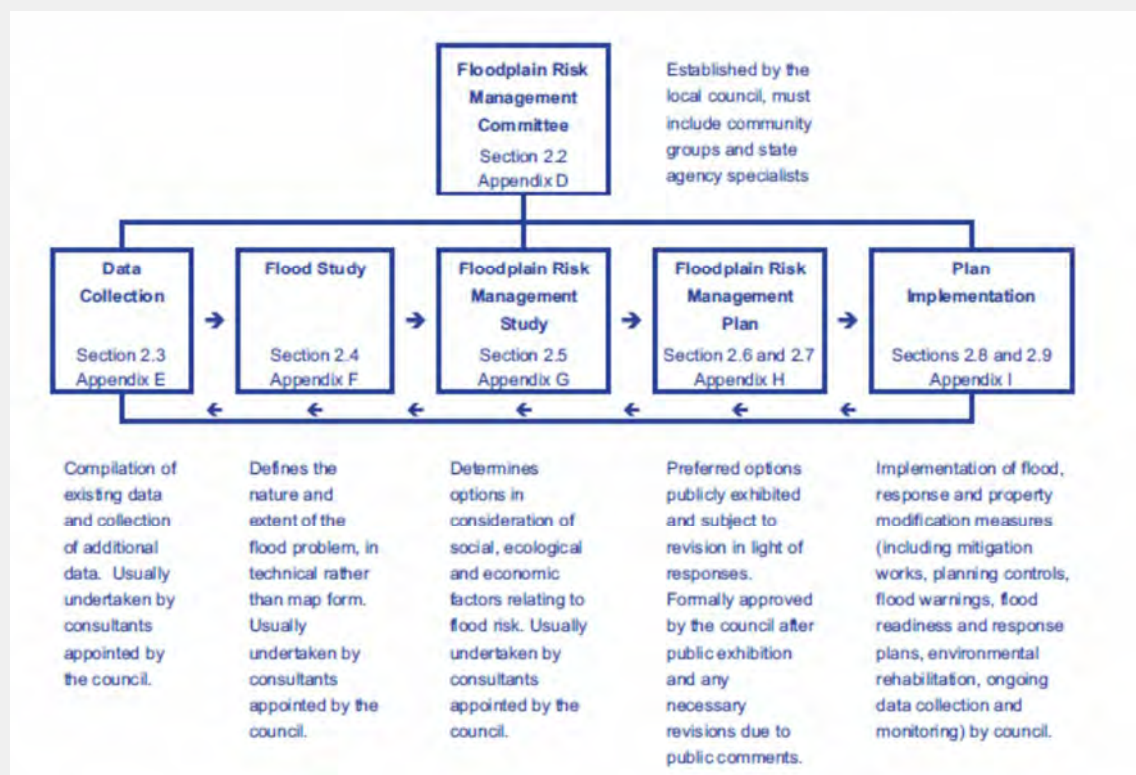 Floodplain Risk
Management
Committee
Section 2.2
Appendix D
Established by the
local council, must
include community
groups and state
agency specialists
Data
Collection
Section 2.3
Appendix E
Flood Study
Section 2.4
Appendix F
Floodplain Risk
Management
Study
Section 2.5
Appendix G
Floodplain Risk
Management
Plan
Section 2.6 and 2.7
Appendix H
Plan
Implementation
Sections 2.8 and 2.9
Appendix I
Compilation of
existing data
and collection
of additional
data. Usually
undertaken by
consultants
appointed by
the council.
Defines the
nature and
extent of the
flood problem, in
technical rather
than map form.
Usually
undertaken by
consultants
appointed by the
council.
Determines
options in
consideration of
social, ecological
and economic
factors relating to
flood risk. Usually
undertaken by
consultants
appointed by the
council.
Preferred options
publicly exhibited
and subject to
revision in light of
responses.
Formally approved
by the council after
public exhibition
and any
necessary
revisions due to
public comments.
Implementation of flood,
response and property
modification measures
(including mitigation
works, planning controls,
flood warnings, flood
readiness and response
plans, environmental
rehabilitation, ongoing
data collection and
monitoring) by council.